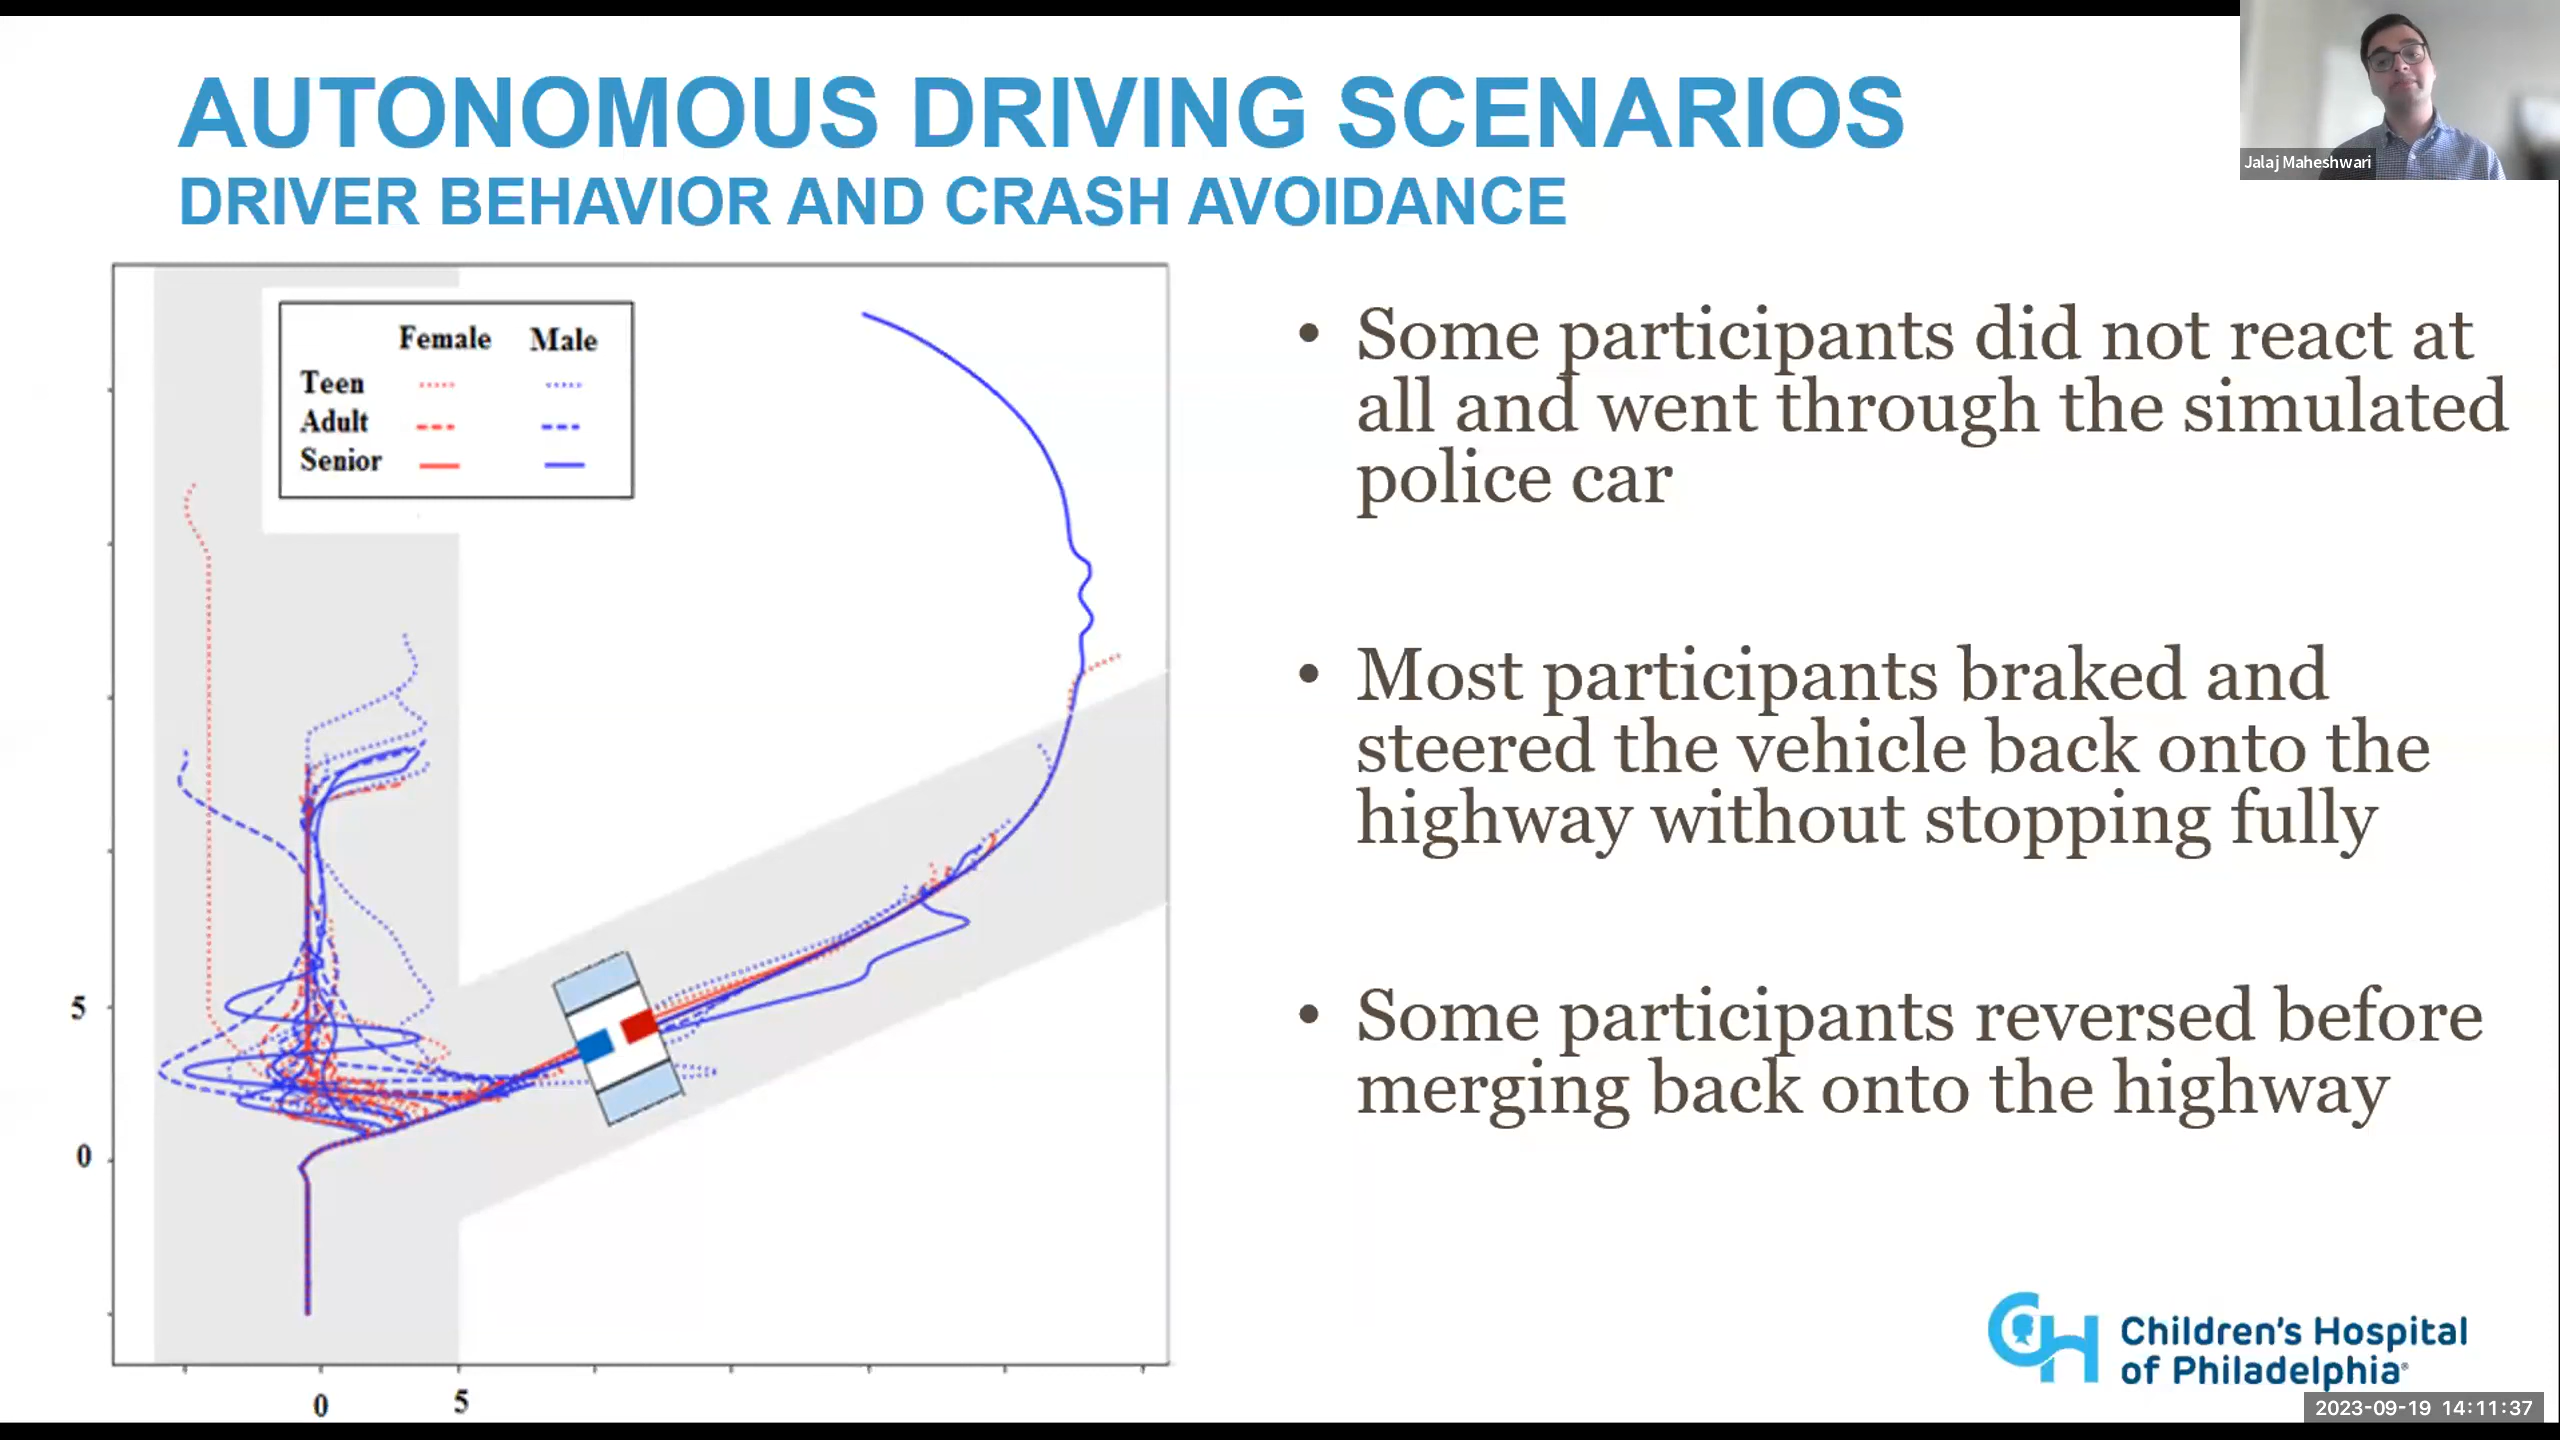 AUTONOMOUS DRIVING SCENARIOS
DRIVER BEHAVIOR AND CRASH AVOIDANCE
Jalaj Maheshwari
Female Male
Teen
Adult
Senior
5
0
0 5
• Some participants did not react at
all and went through the simulated
police car
• Most participants braked and
steered the vehicle back onto the
highway without stopping fully
• Some participants reversed before
merging back onto the highway
CH
Children's Hospital
of Philadelphia®
2023-09-19 14:11:37